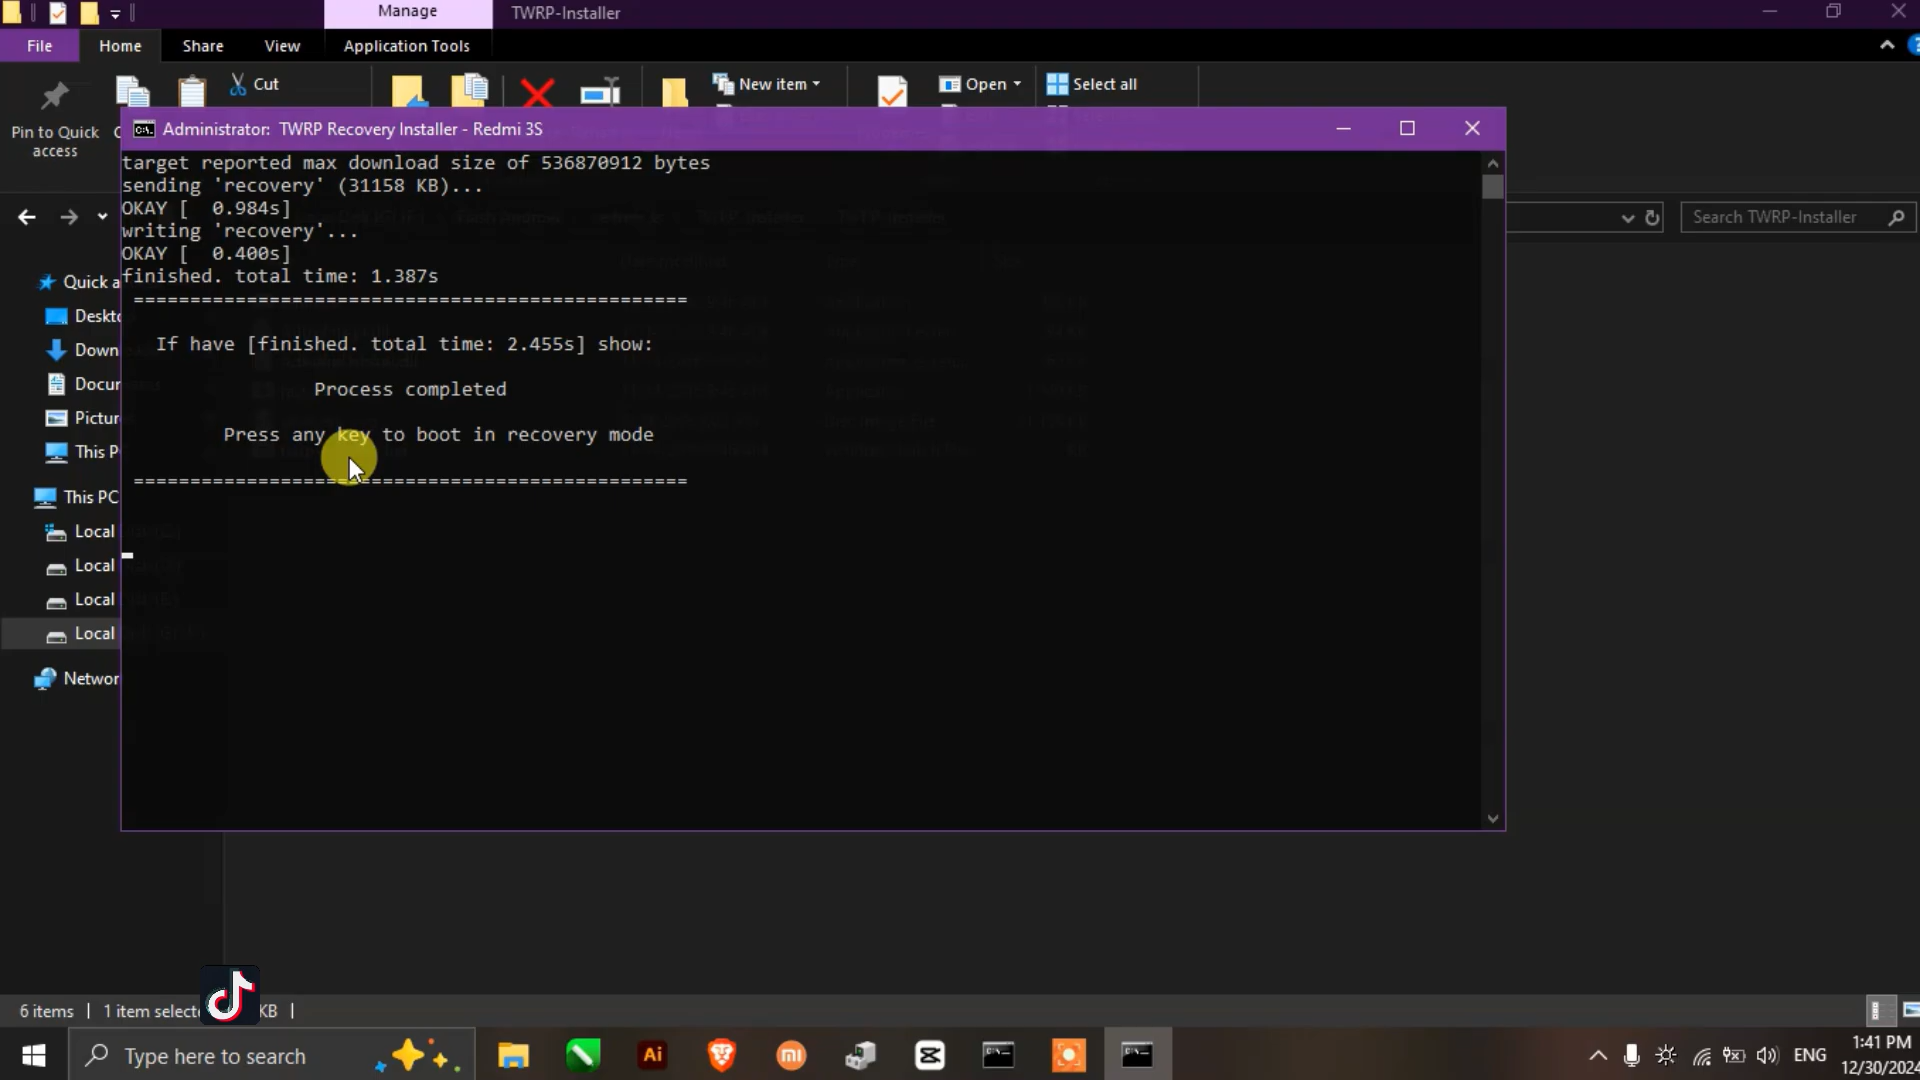 Manage
TWRP-Installer
File
Home
Share
View
Application Tools
Pin to Quick access
Cut
New item
Open
Select all
Administrator: TWRP Recovery Installer - Redmi 3S
target reported max download size of 536870912 bytes
sending 'recovery' (31158 KB)...
OKAY [  0.984s]
writing 'recovery'...
OKAY [  0.400s]
finished. total time: 1.387s
=================================================
If have [finished. total time: 2.455s] show:
Process completed
Press any key to boot in recovery mode
=================================================
Search TWRP-Installer
Quick a
Deskto
Down
Docur
Pictur
This P
This PC
Local
Local
Local
Local
Networ
6 items
1 item selecte
KB
Type here to search
Ai
ENG
1:41 PM
12/30/2024